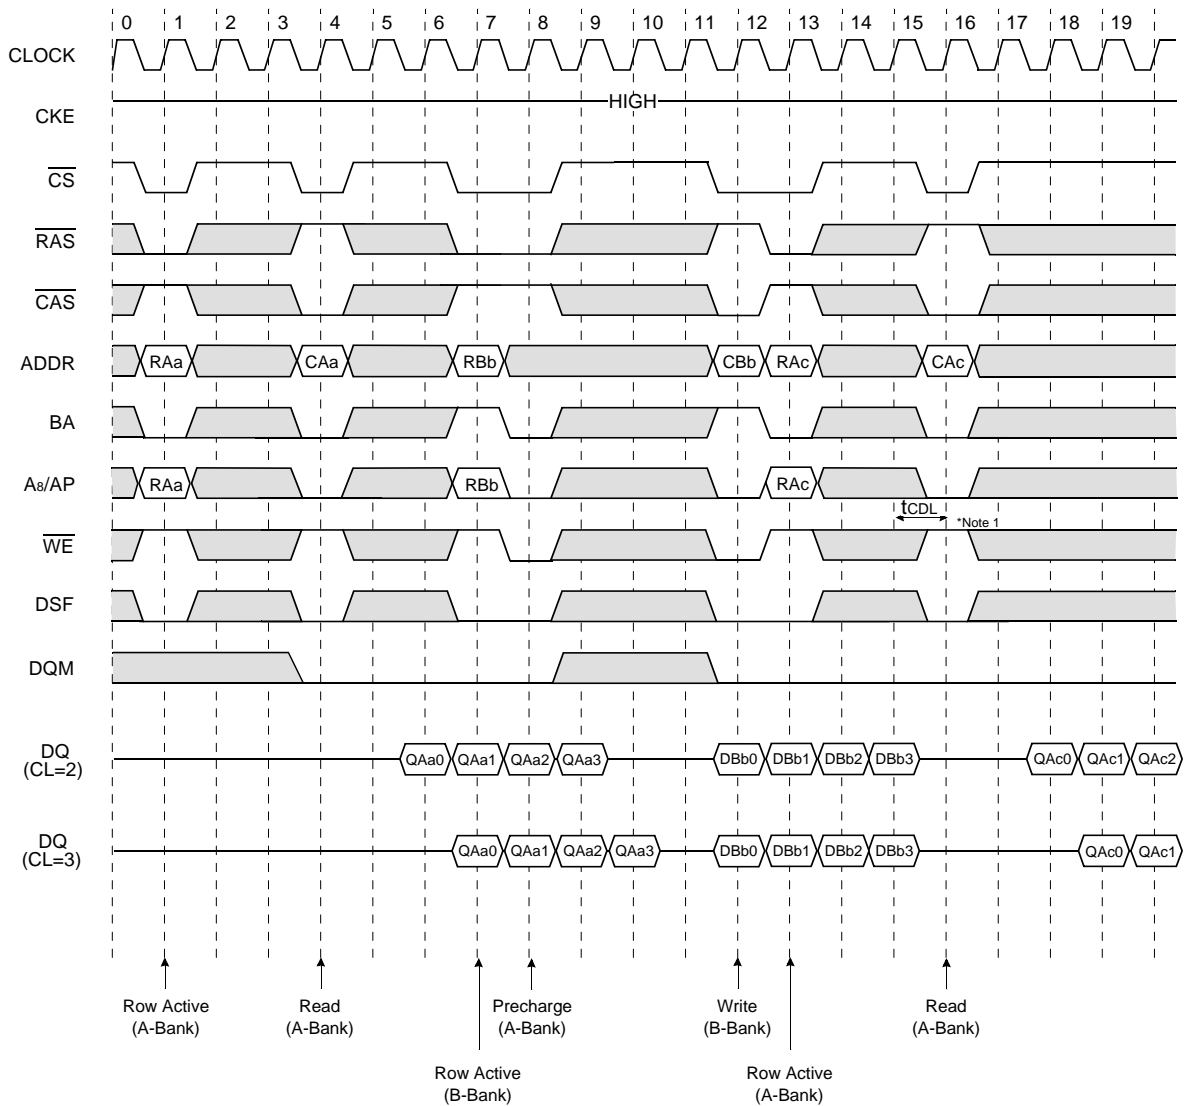 0 1 2 3 4 5 6 7 8 9 10 11 12 13 14 15 16 17 18 19
CLOCK
CKE
HIGH
CS
RAS
CAS
ADDR RAa CAa RBb CBb RAc CAc
BA
A8/AP RAa RBb RAc
tCDL *Note 1
WE
DSF
DQM
DQ
(CL=2)
QAa0 QAa1 QAa2 QAa3 DBb0 DBb1 DBb2 DBb3 QAc0 QAc1 QAc2
DQ
(CL=3)
QAa0 QAa1 QAa2 QAa3 DBb0 DBb1 DBb2 DBb3 QAc0 QAc1
Row Active
(A-Bank)
Read
(A-Bank)
Precharge
(A-Bank)
Write
(B-Bank)
Read
(A-Bank)
Row Active
(B-Bank)
Row Active
(A-Bank)